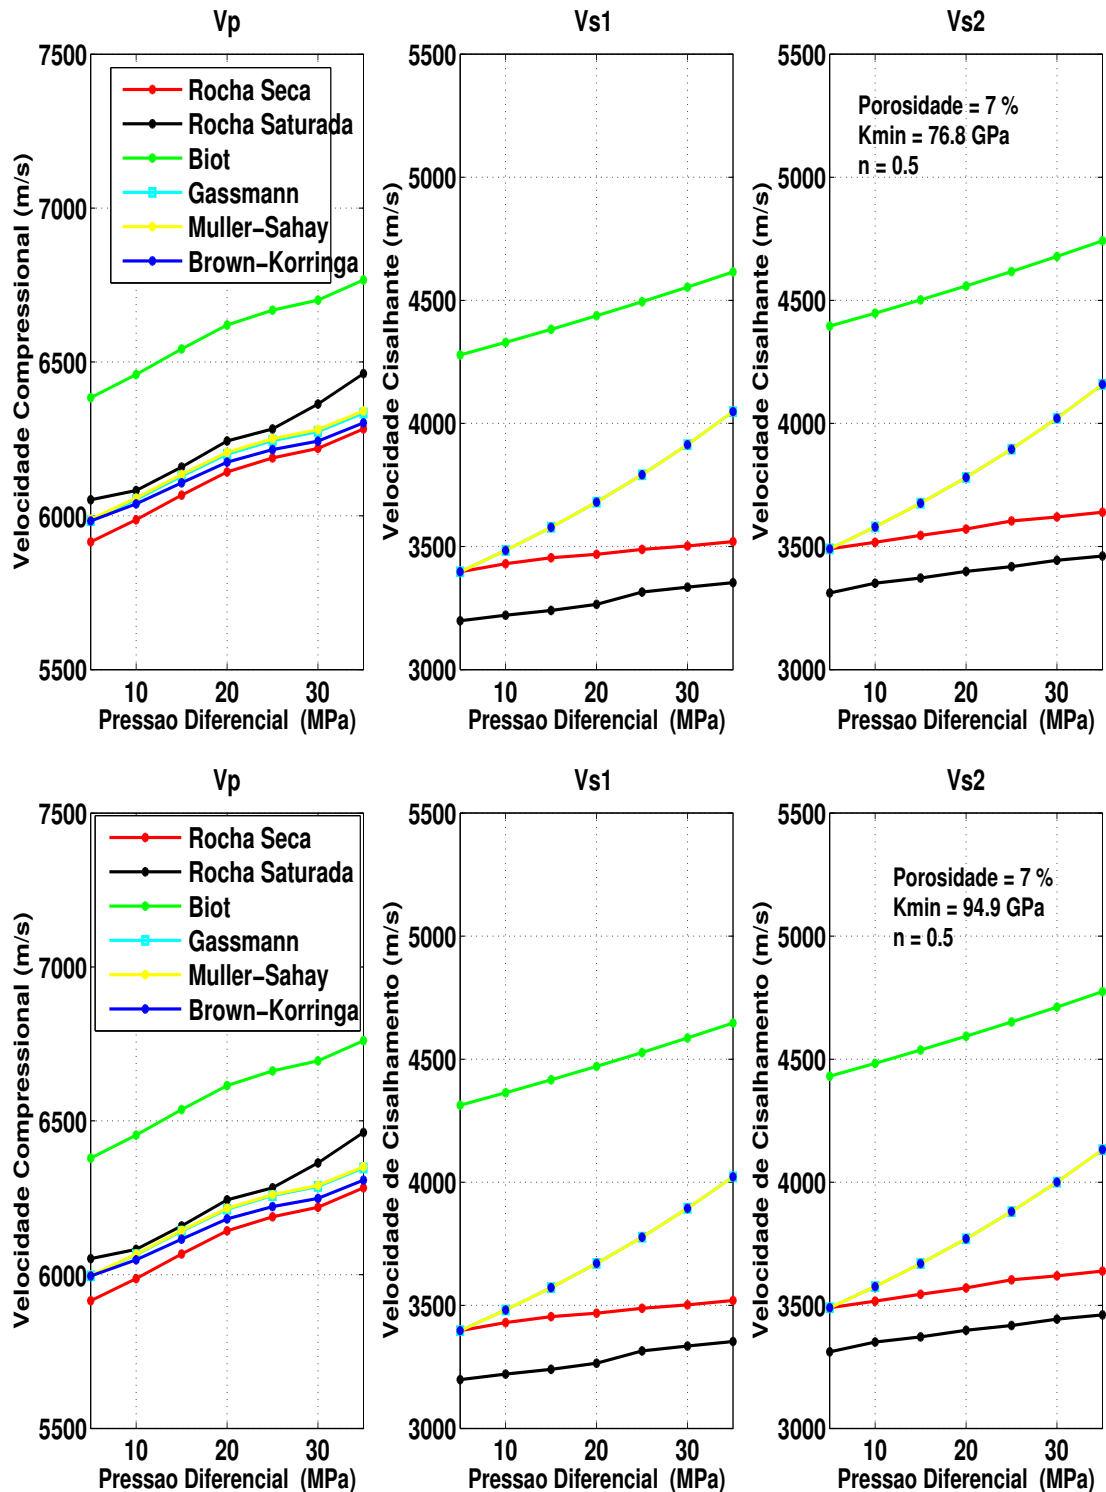 Vp
Vs1
Vs2
7500
7000
6500
6000
5500
Velocidade Compressional (m/s)
Rocha Seca
Rocha Saturada
Biot
Gassmann
Muller-Sahay
Brown-Korringa
10
20
30
Pressao Diferencial (MPa)
5500
5000
4500
4000
3500
3000
Velocidade Cisalhante (m/s)
10
20
30
Pressao Diferencial (MPa)
5500
5000
4500
4000
3500
3000
Velocidade Cisalhante (m/s)
Porosidade = 7 %
Kmin = 76.8 GPa
n = 0.5
10
20
30
Pressao Diferencial (MPa)
Vp
Vs1
Vs2
7500
7000
6500
6000
5500
Velocidade Compressional (m/s)
Rocha Seca
Rocha Saturada
Biot
Gassmann
Muller-Sahay
Brown-Korringa
10
20
30
Pressao Diferencial (MPa)
5500
5000
4500
4000
3500
3000
Velocidade de Cisalhamento (m/s)
10
20
30
Pressao Diferencial (MPa)
5500
5000
4500
4000
3500
3000
Velocidade de Cisalhamento (m/s)
Porosidade = 7 %
Kmin = 94.9 GPa
n = 0.5
10
20
30
Pressao Diferencial (MPa)